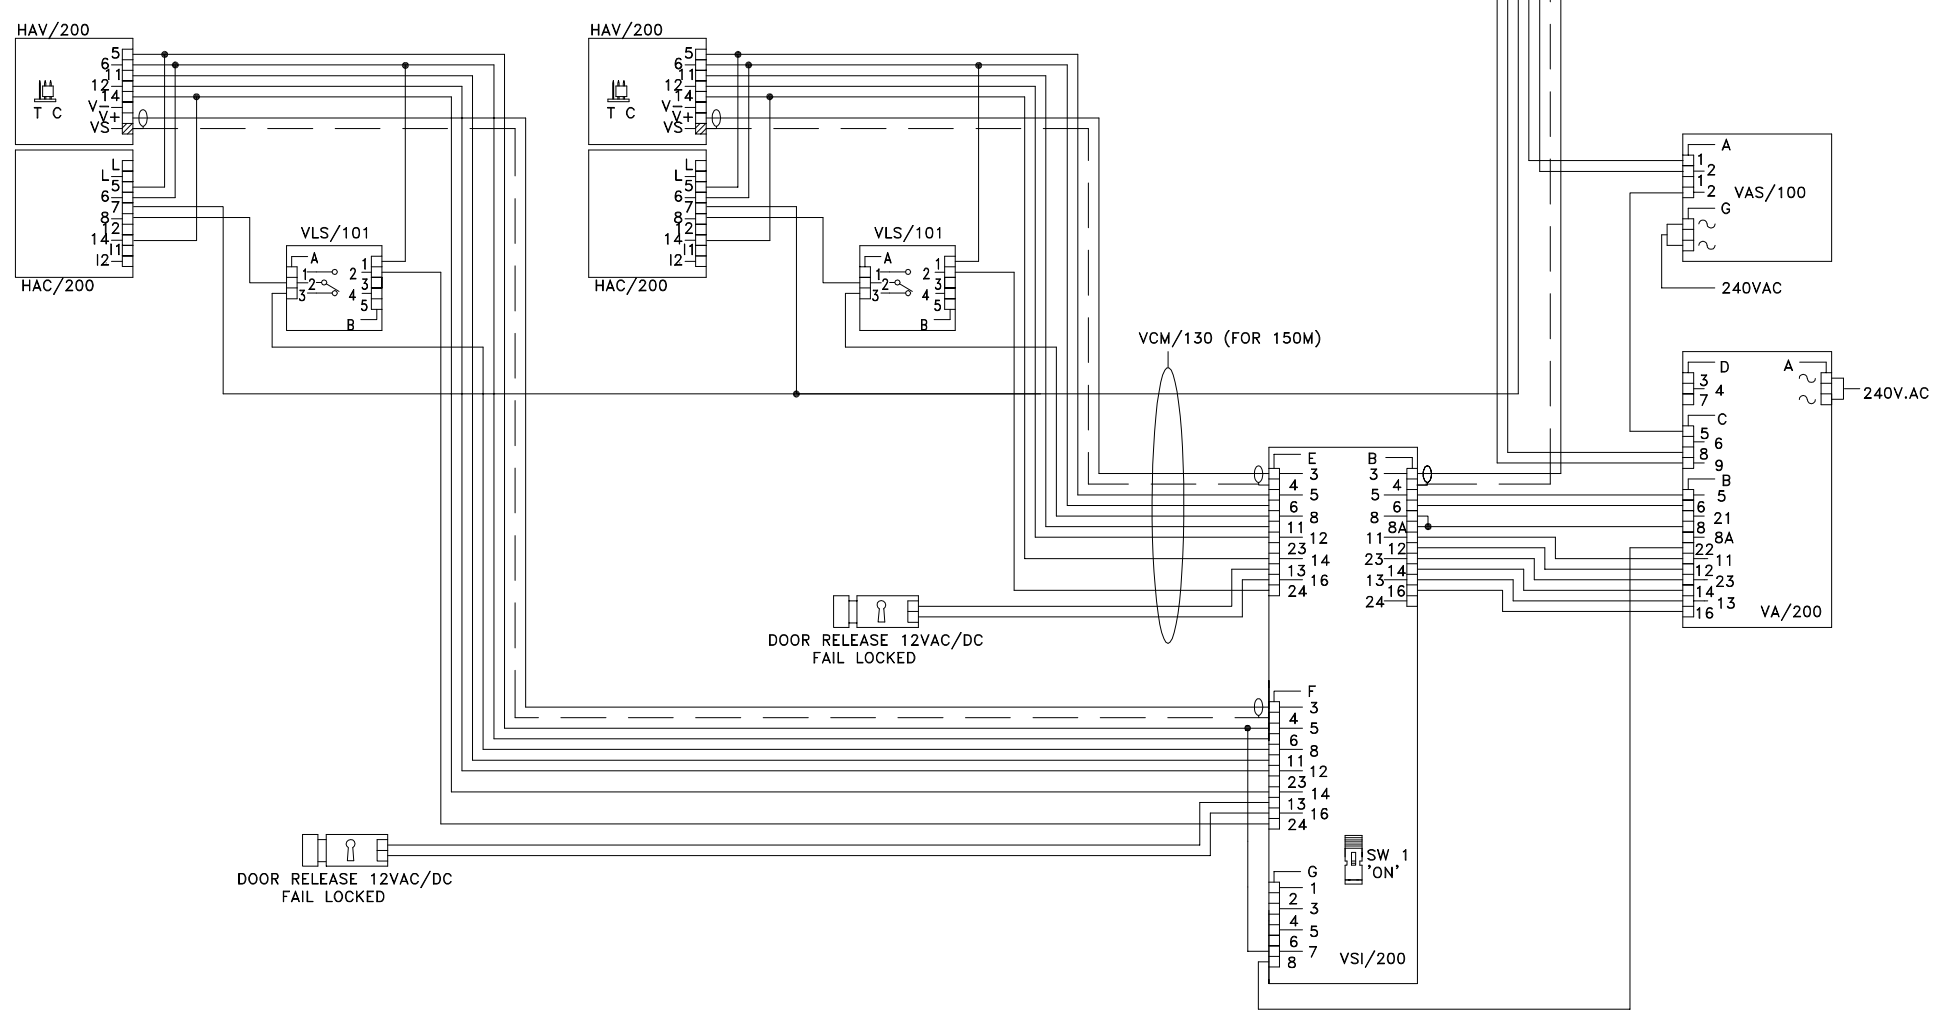 HAV/200
5
6
11
12
14
V-
V+
VS
T C
L
L
5
6
7
8
12
14
I1
I2
HAC/200
VLS/101
A
1
2
3
1
2
3
4
5
B
HAV/200
5
6
11
12
14
V-
V+
VS
T C
L
L
5
6
7
8
12
14
I1
I2
HAC/200
VLS/101
A
1
2
3
1
2
3
4
5
B
VCM/130 (FOR 150M)
DOOR RELEASE 12VAC/DC
FAIL LOCKED
DOOR RELEASE 12VAC/DC
FAIL LOCKED
E
3
4
5
6
8
11
12
23
14
13
16
24
B
3
4
5
6
8
8A
11
12
23
14
13
16
24
F
3
4
5
6
8
11
12
23
14
13
16
24
SW 1
'ON'
G
1
2
3
4
5
6
7
8
VSI/200
A
1
2
1
2
VAS/100
G
240VAC
D
3
4
7
A
240V.AC
C
5
6
8
9
B
5
6
21
8
8A
22
11
12
23
14
13
16
VA/200